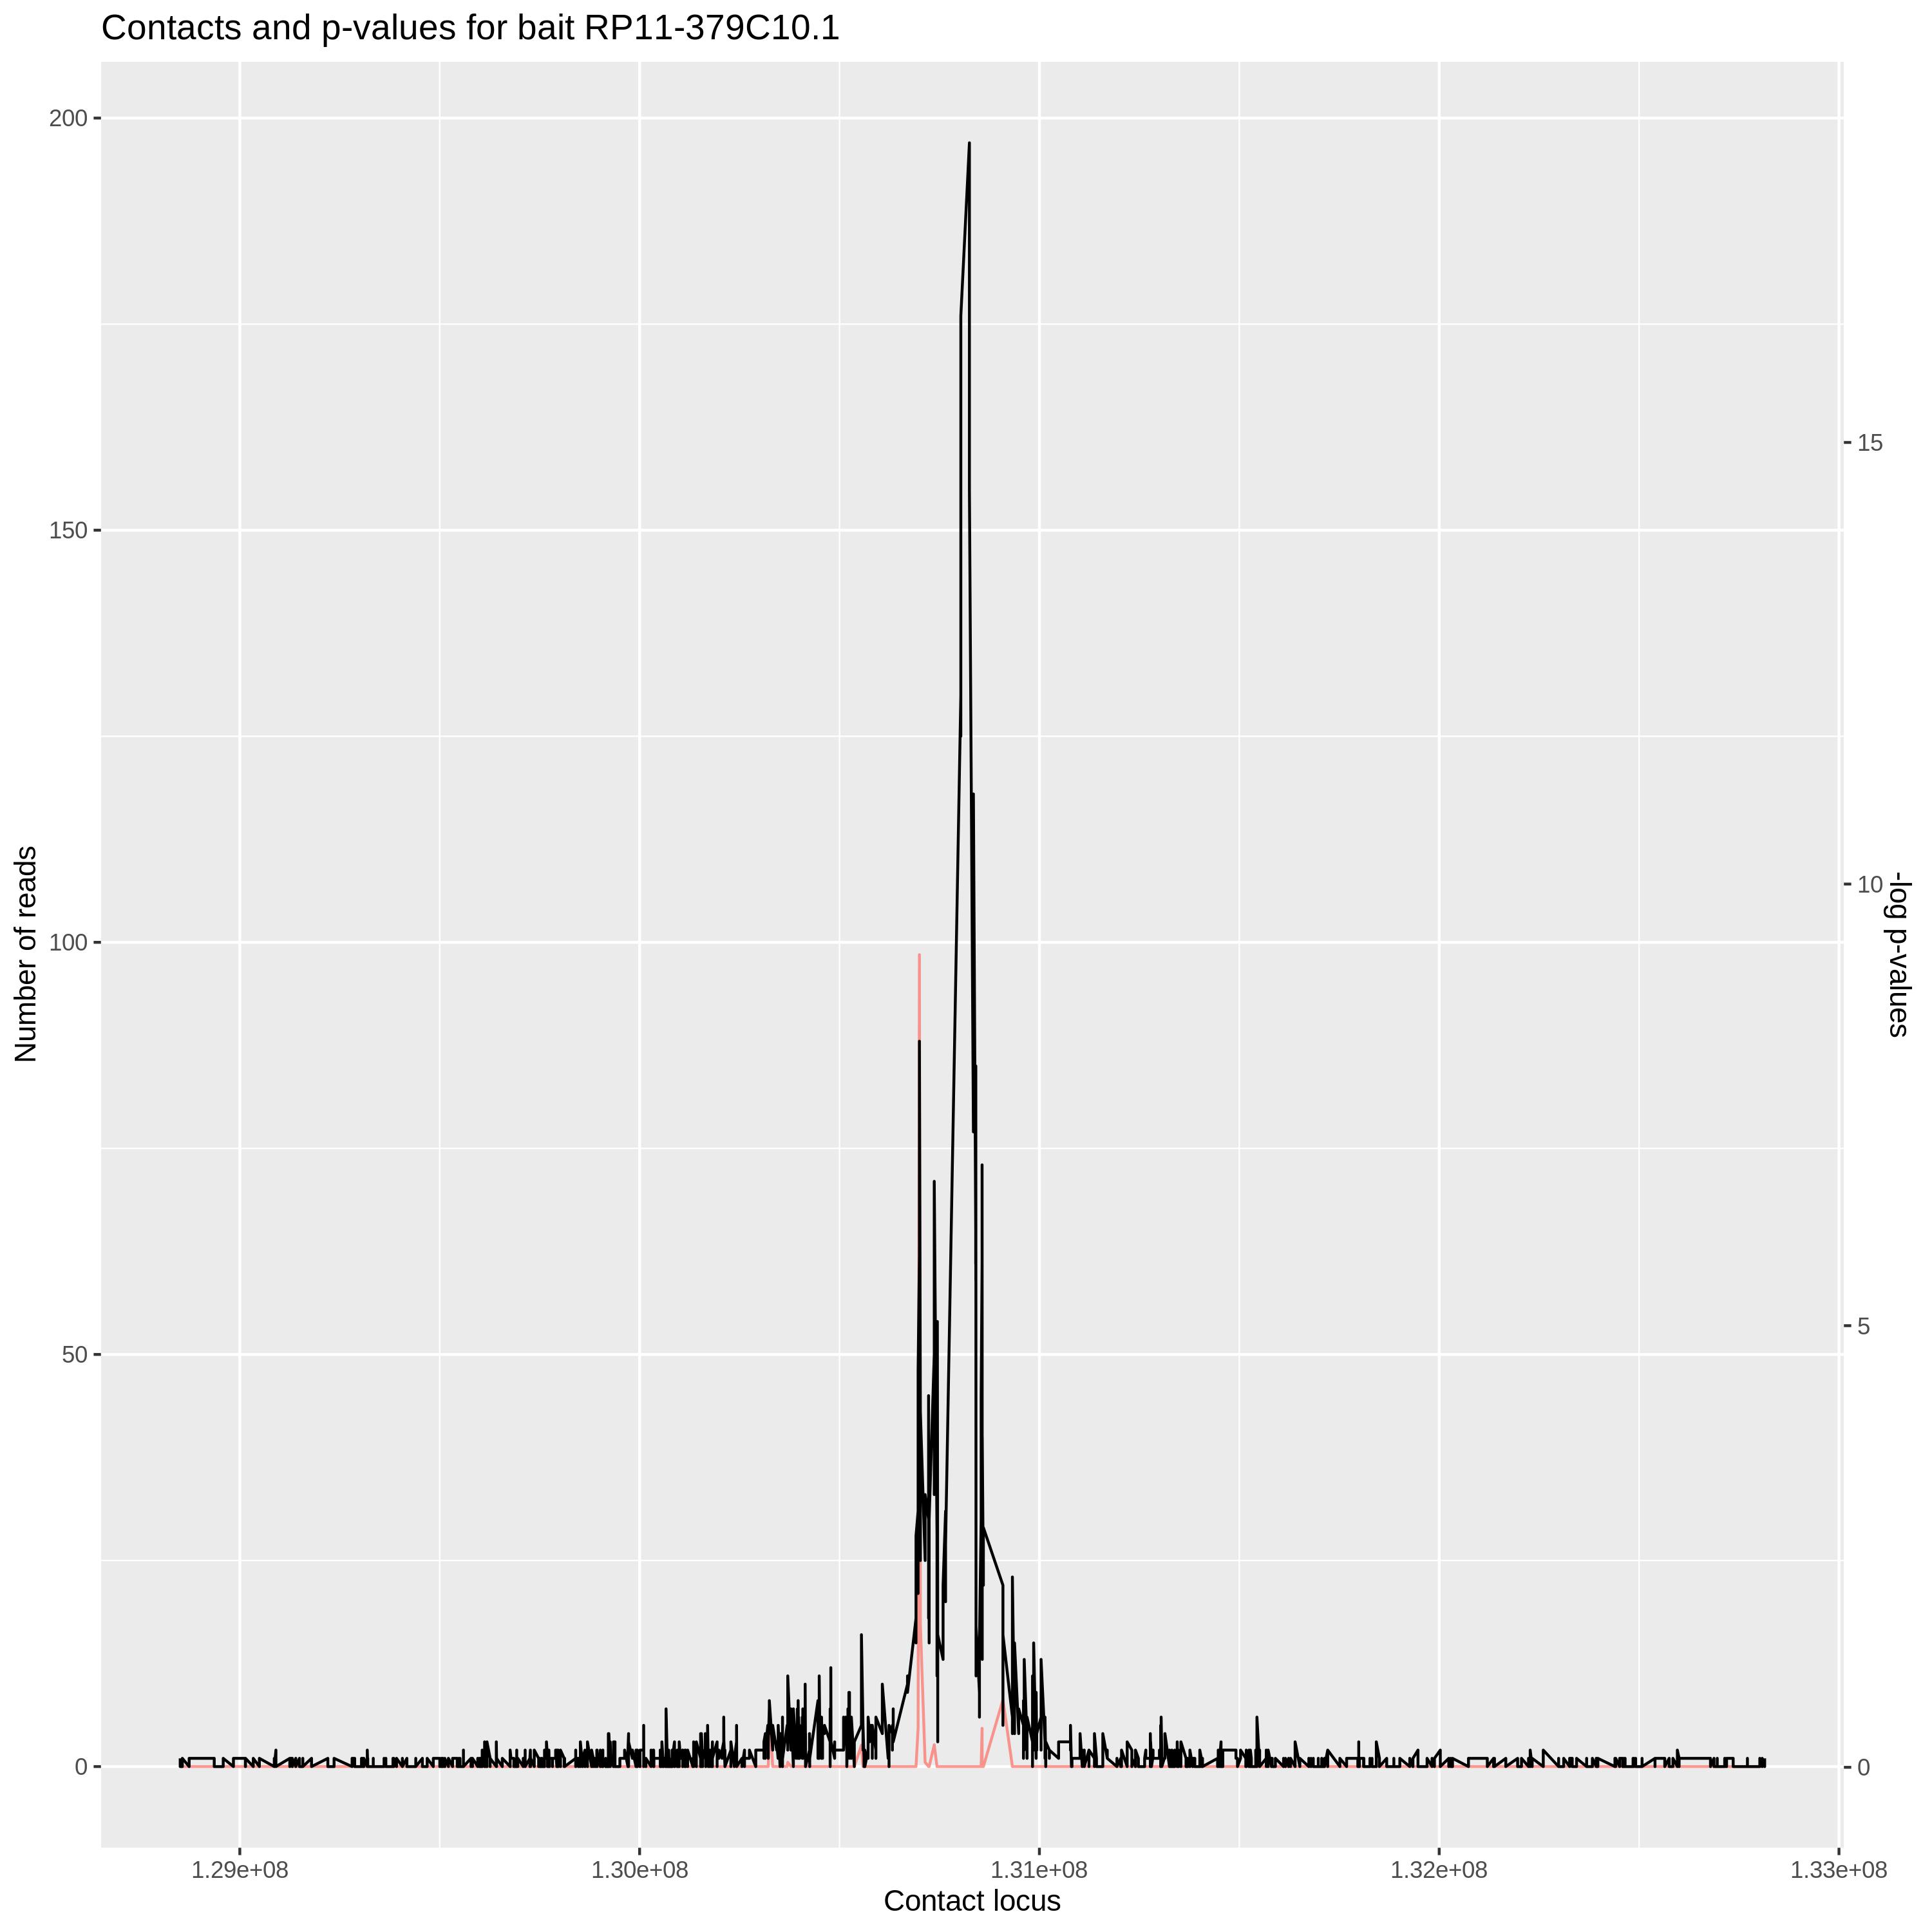 Contacts and p-values for bait RP11-379C10.1
200
150
100
50
0
Number of reads
15
10
5
0
-log p-values
1.29e+08
1.30e+08
1.31e+08
1.32e+08
1.33e+08
Contact locus